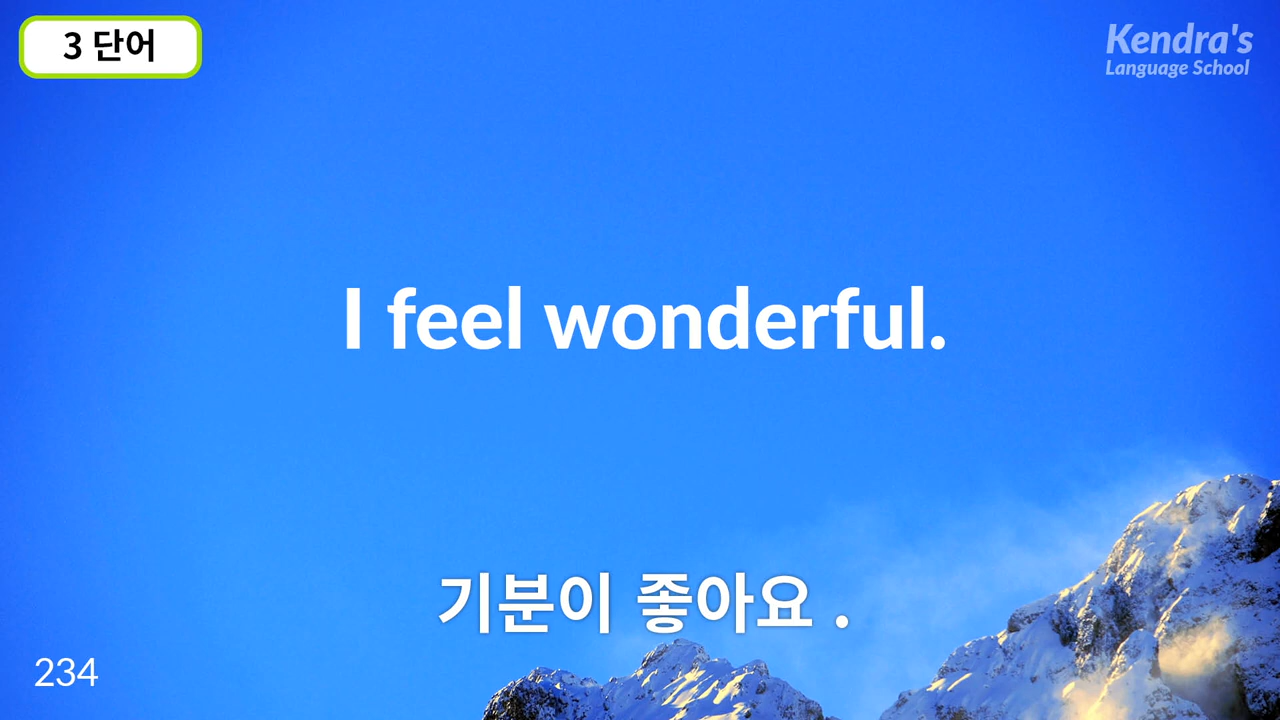 3 단어
Kendra's
Language School
I feel wonderful.
기분이 좋아요 .
234